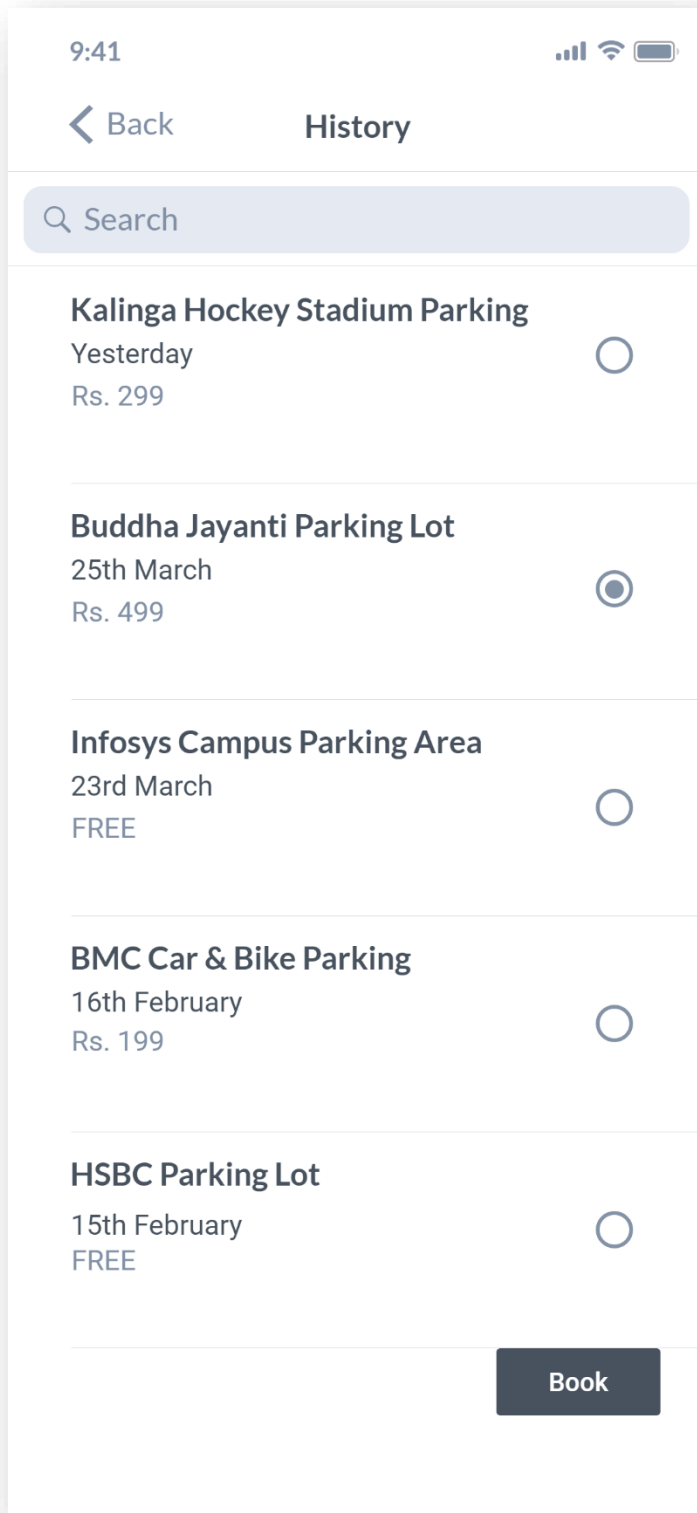 9:41
Back
History
Search
Kalinga Hockey Stadium Parking
Yesterday
Rs. 299
Buddha Jayanti Parking Lot
25th March
Rs. 499
Infosys Campus Parking Area
23rd March
FREE
BMC Car & Bike Parking
16th February
Rs. 199
HSBC Parking Lot
15th February
FREE
Book